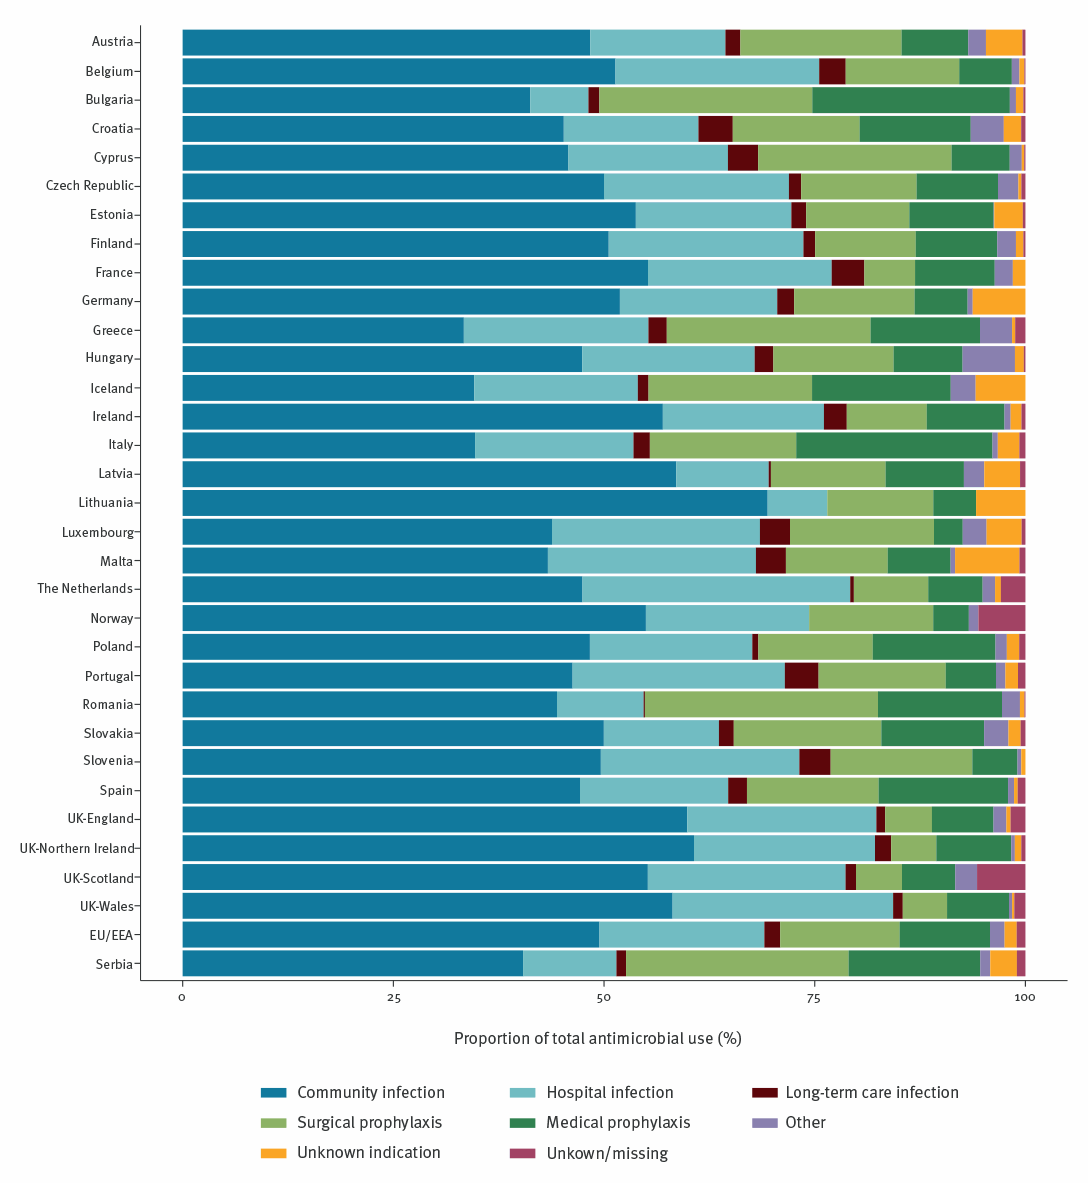 Austria
Belgium
Bulgaria
Croatia
Cyprus
Czech Republic
Estonia
Finland
France
Germany
Greece
Hungary
Iceland
Ireland
Italy
Latvia
Lithuania
Luxembourg
Malta
The Netherlands
Norway
Poland
Portugal
Romania
Slovakia
Slovenia
Spain
UK-England
UK-Northern Ireland
UK-Scotland
UK-Wales
EU/EEA
Serbia
0 25 50 75 100
Proportion of total antimicrobial use (%)
Community infection Hospital infection Long-term care infection
Surgical prophylaxis Medical prophylaxis Other
Unknown indication Unkown/missing